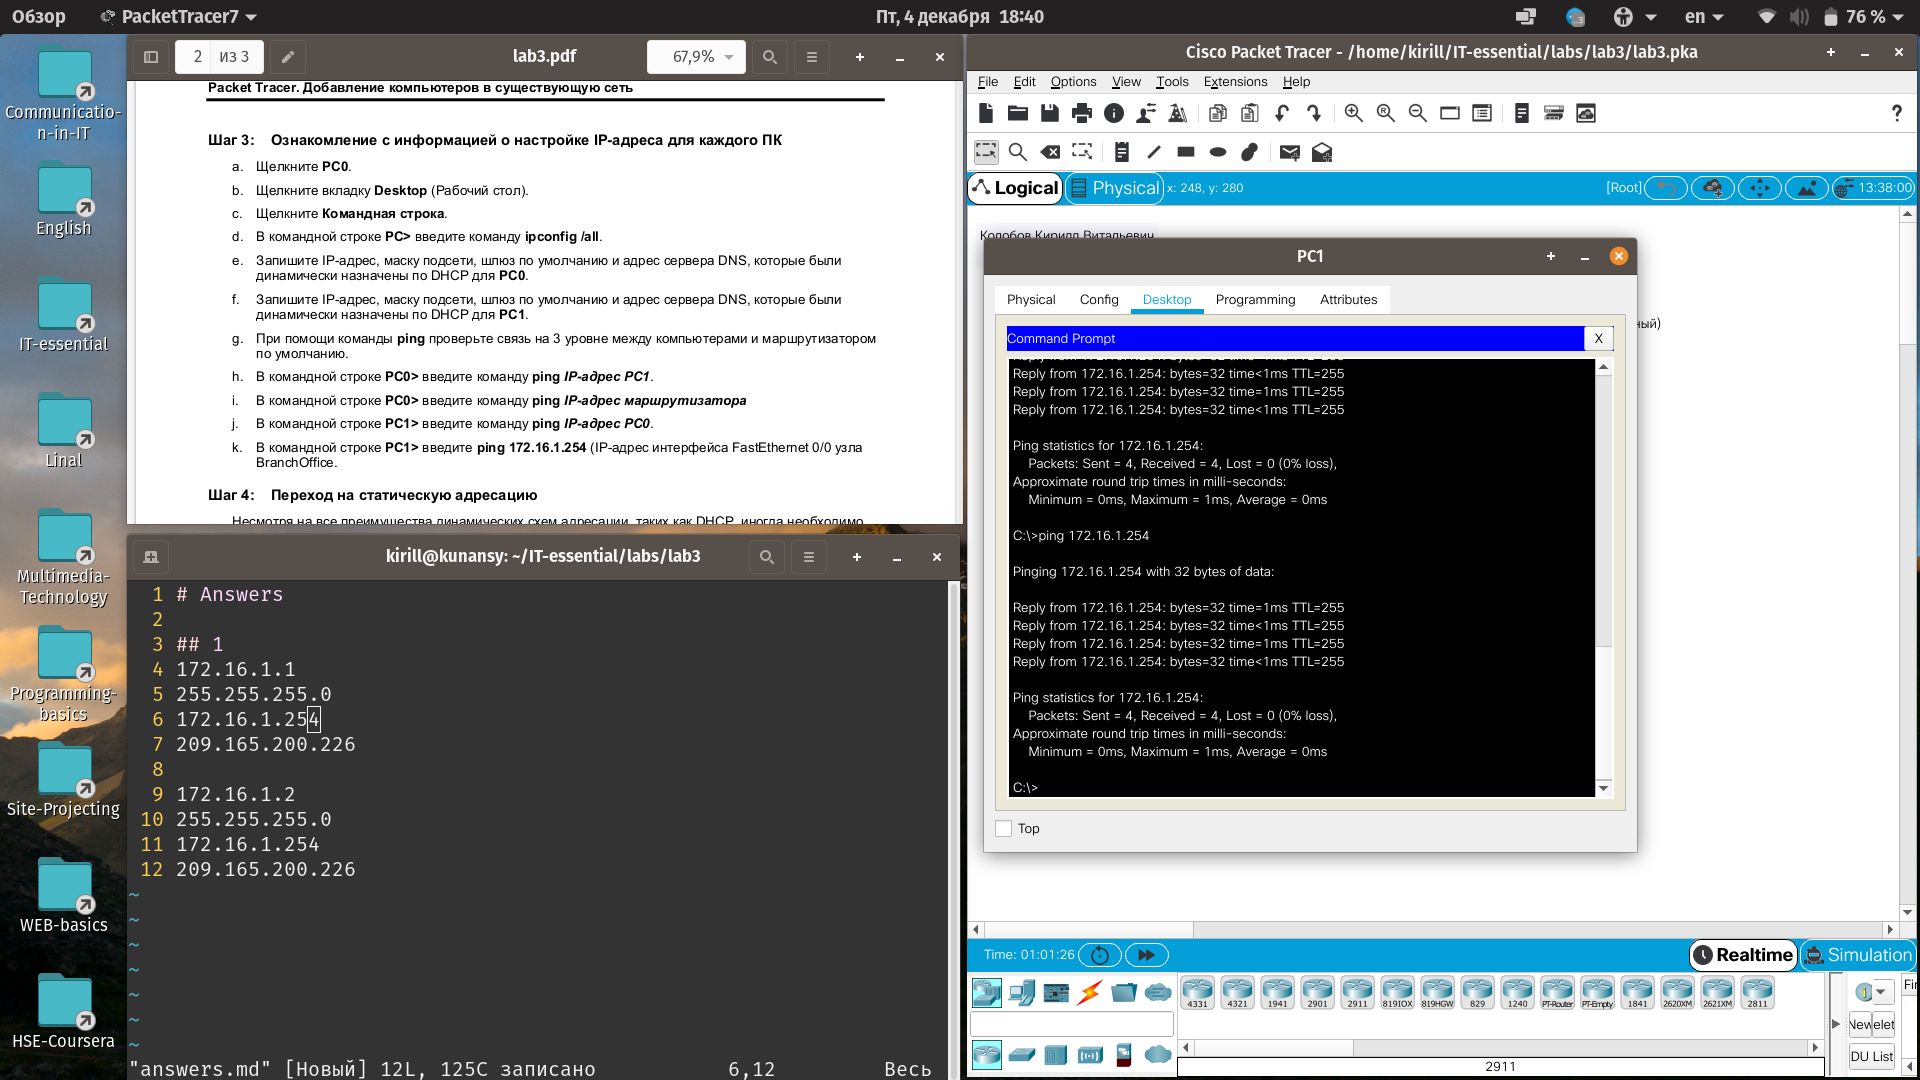 Обзор
PacketTracer7
Пт, 4 декабря 18:40
en
76 %
Communicatio-
n-in-IT
English
IT-essential
Linal
Multimedia-
Technology
Programming-
basics
Site-Projecting
WEB-basics
HSE-Coursera
2 из 3
lab3.pdf
67,9%
Packet Tracer. Добавление компьютеров в существующую сеть
Шаг 3: Ознакомление с информацией о настройке IP-адреса для каждого ПК
a. Щелкните PC0.
b. Щелкните вкладку Desktop (Рабочий стол).
c. Щелкните Командная строка.
d. В командной строке PC> введите команду ipconfig /all.
e. Запишите IP-адрес, маску подсети, шлюз по умолчанию и адрес сервера DNS, которые были
динамически назначены по DHCP для PC0.
f. Запишите IP-адрес, маску подсети, шлюз по умолчанию и адрес сервера DNS, которые были
динамически назначены по DHCP для PC1.
g. При помощи команды ping проверьте связь на 3 уровне между компьютерами и маршрутизатором
по умолчанию.
h. В командной строке PC0> введите команду ping IP-адрес PC1.
i. В командной строке PC0> введите команду ping IP-адрес маршрутизатора
j. В командной строке PC1> введите команду ping IP-адрес PC0.
k. В командной строке PC1> введите ping 172.16.1.254 (IP-адрес интерфейса FastEthernet 0/0 узла
BranchOffice.
Шаг 4: Переход на статическую адресацию
Несмотря на все преимущества динамических схем адресации, таких как DHCP, иногда необходимо
kirill@kunansy: ~/IT-essential/labs/lab3
1 # Answers
2
3 ## 1
4 172.16.1.1
5 255.255.255.0
6 172.16.1.254
7 209.165.200.226
8
9 172.16.1.2
10 255.255.255.0
11 172.16.1.254
12 209.165.200.226
~
~
~
~
~
~
~
"answers.md" [Новый] 12L, 125C записано 6,12 Весь
Cisco Packet Tracer - /home/kirill/IT-essential/labs/lab3/lab3.pka
File Edit Options View Tools Extensions Help
?
Logical
Physical
x: 248, y: 280
[Root]
13:38:00
Колобов Кирилл Витальевич
ный)
PC1
Physical Config Desktop Programming Attributes
Command Prompt
X
Reply from 172.16.1.254: bytes=32 time<1ms TTL=255
Reply from 172.16.1.254: bytes=32 time=1ms TTL=255
Reply from 172.16.1.254: bytes=32 time<1ms TTL=255
Ping statistics for 172.16.1.254:
Packets: Sent = 4, Received = 4, Lost = 0 (0% loss),
Approximate round trip times in milli-seconds:
Minimum = 0ms, Maximum = 1ms, Average = 0ms
C:\>ping 172.16.1.254
Pinging 172.16.1.254 with 32 bytes of data:
Reply from 172.16.1.254: bytes=32 time=1ms TTL=255
Reply from 172.16.1.254: bytes=32 time<1ms TTL=255
Reply from 172.16.1.254: bytes=32 time=1ms TTL=255
Reply from 172.16.1.254: bytes=32 time<1ms TTL=255
Ping statistics for 172.16.1.254:
Packets: Sent = 4, Received = 4, Lost = 0 (0% loss),
Approximate round trip times in milli-seconds:
Minimum = 0ms, Maximum = 1ms, Average = 0ms
C:\>
Top
Time: 01:01:26
Realtime
Simulation
4331 4321 1941 2901 2911 819IOX 819HGW 829 1240 PT-Router PT-Empty 1841 2620XM 2621XM 2811
2911
Fir
New
elet
DU List